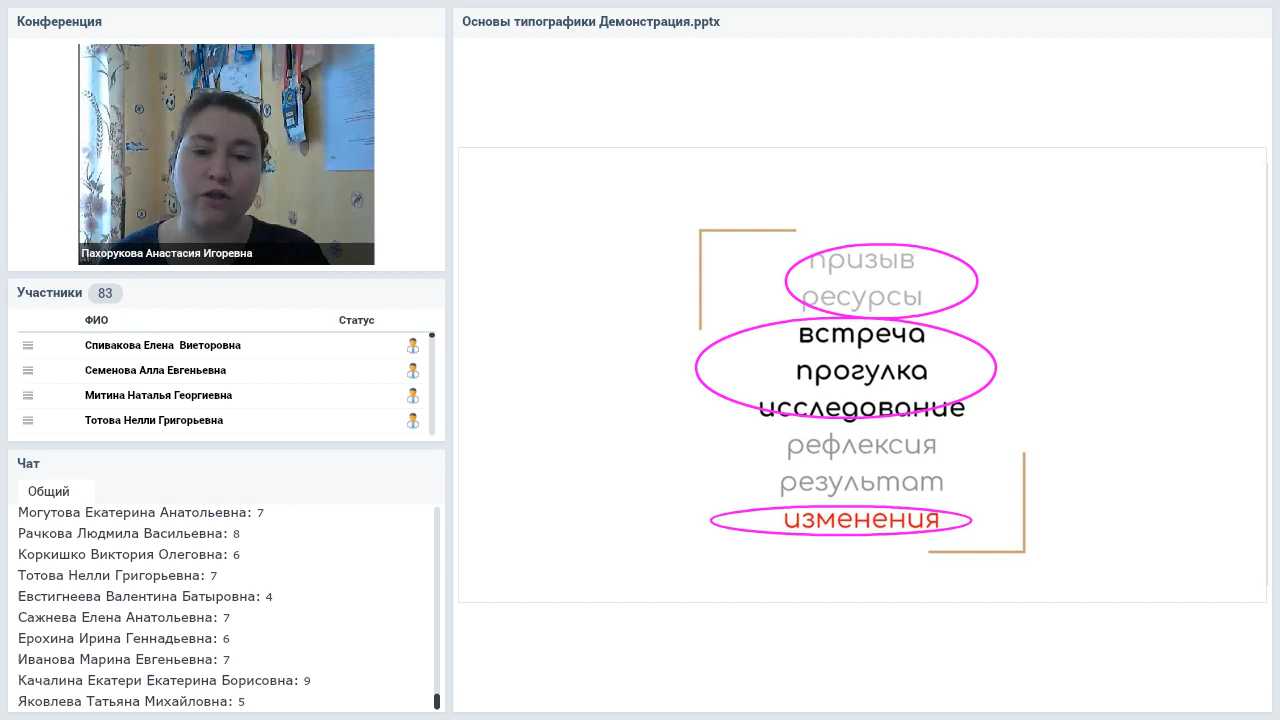 Конференция
Пахорукова Анастасия Игоревна
Участники 83
ФИО Статус
Спивакова Елена Виеторовна
Семенова Алла Евгеньевна
Митина Наталья Георгиевна
Тотова Нелли Григорьевна
Чат
Общий
Могутова Екатерина Анатольевна: 7
Рачкова Людмила Васильевна: 8
Коркишко Виктория Олеговна: 6
Тотова Нелли Григорьевна: 7
Евстигнеева Валентина Батыровна: 4
Сажнева Елена Анатольевна: 7
Ерохина Ирина Геннадьевна: 6
Иванова Марина Евгеньевна: 7
Качалина Екатери Екатерина Борисовна: 9
Яковлева Татьяна Михайловна: 5
Основы типографики Демонстрация.pptx
призыв
ресурсы
встреча
прогулка
исследование
рефлексия
результат
изменения